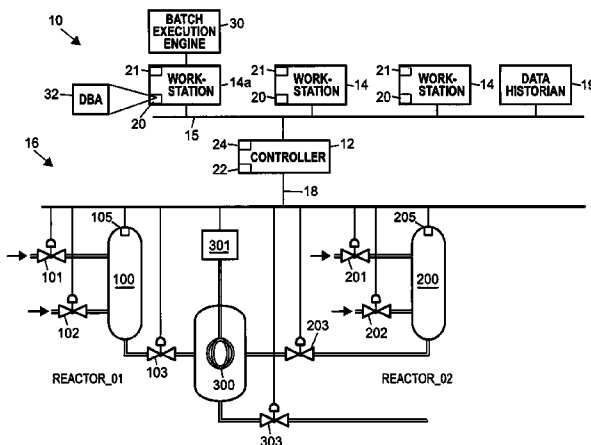 10
BATCH
EXECUTION
ENGINE
30
21
WORK-
STATION
14a
32
DBA
20
21
WORK-
STATION
14
20
21
WORK-
STATION
14
20
DATA
HISTORIAN
19
15
16
24
CONTROLLER
12
22
18
105
301
205
101
100
201
200
102
202
103
203
300
REACTOR_01
REACTOR_02
303